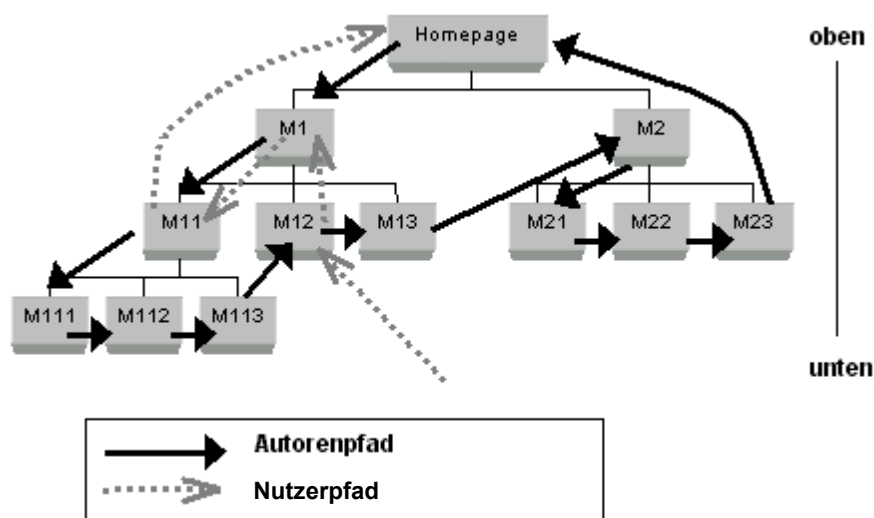 Homepage
oben
M1
M2
M11
M12
M13
M21
M22
M23
M111
M112
M113
unten
Autorenpfad
Nutzerpfad